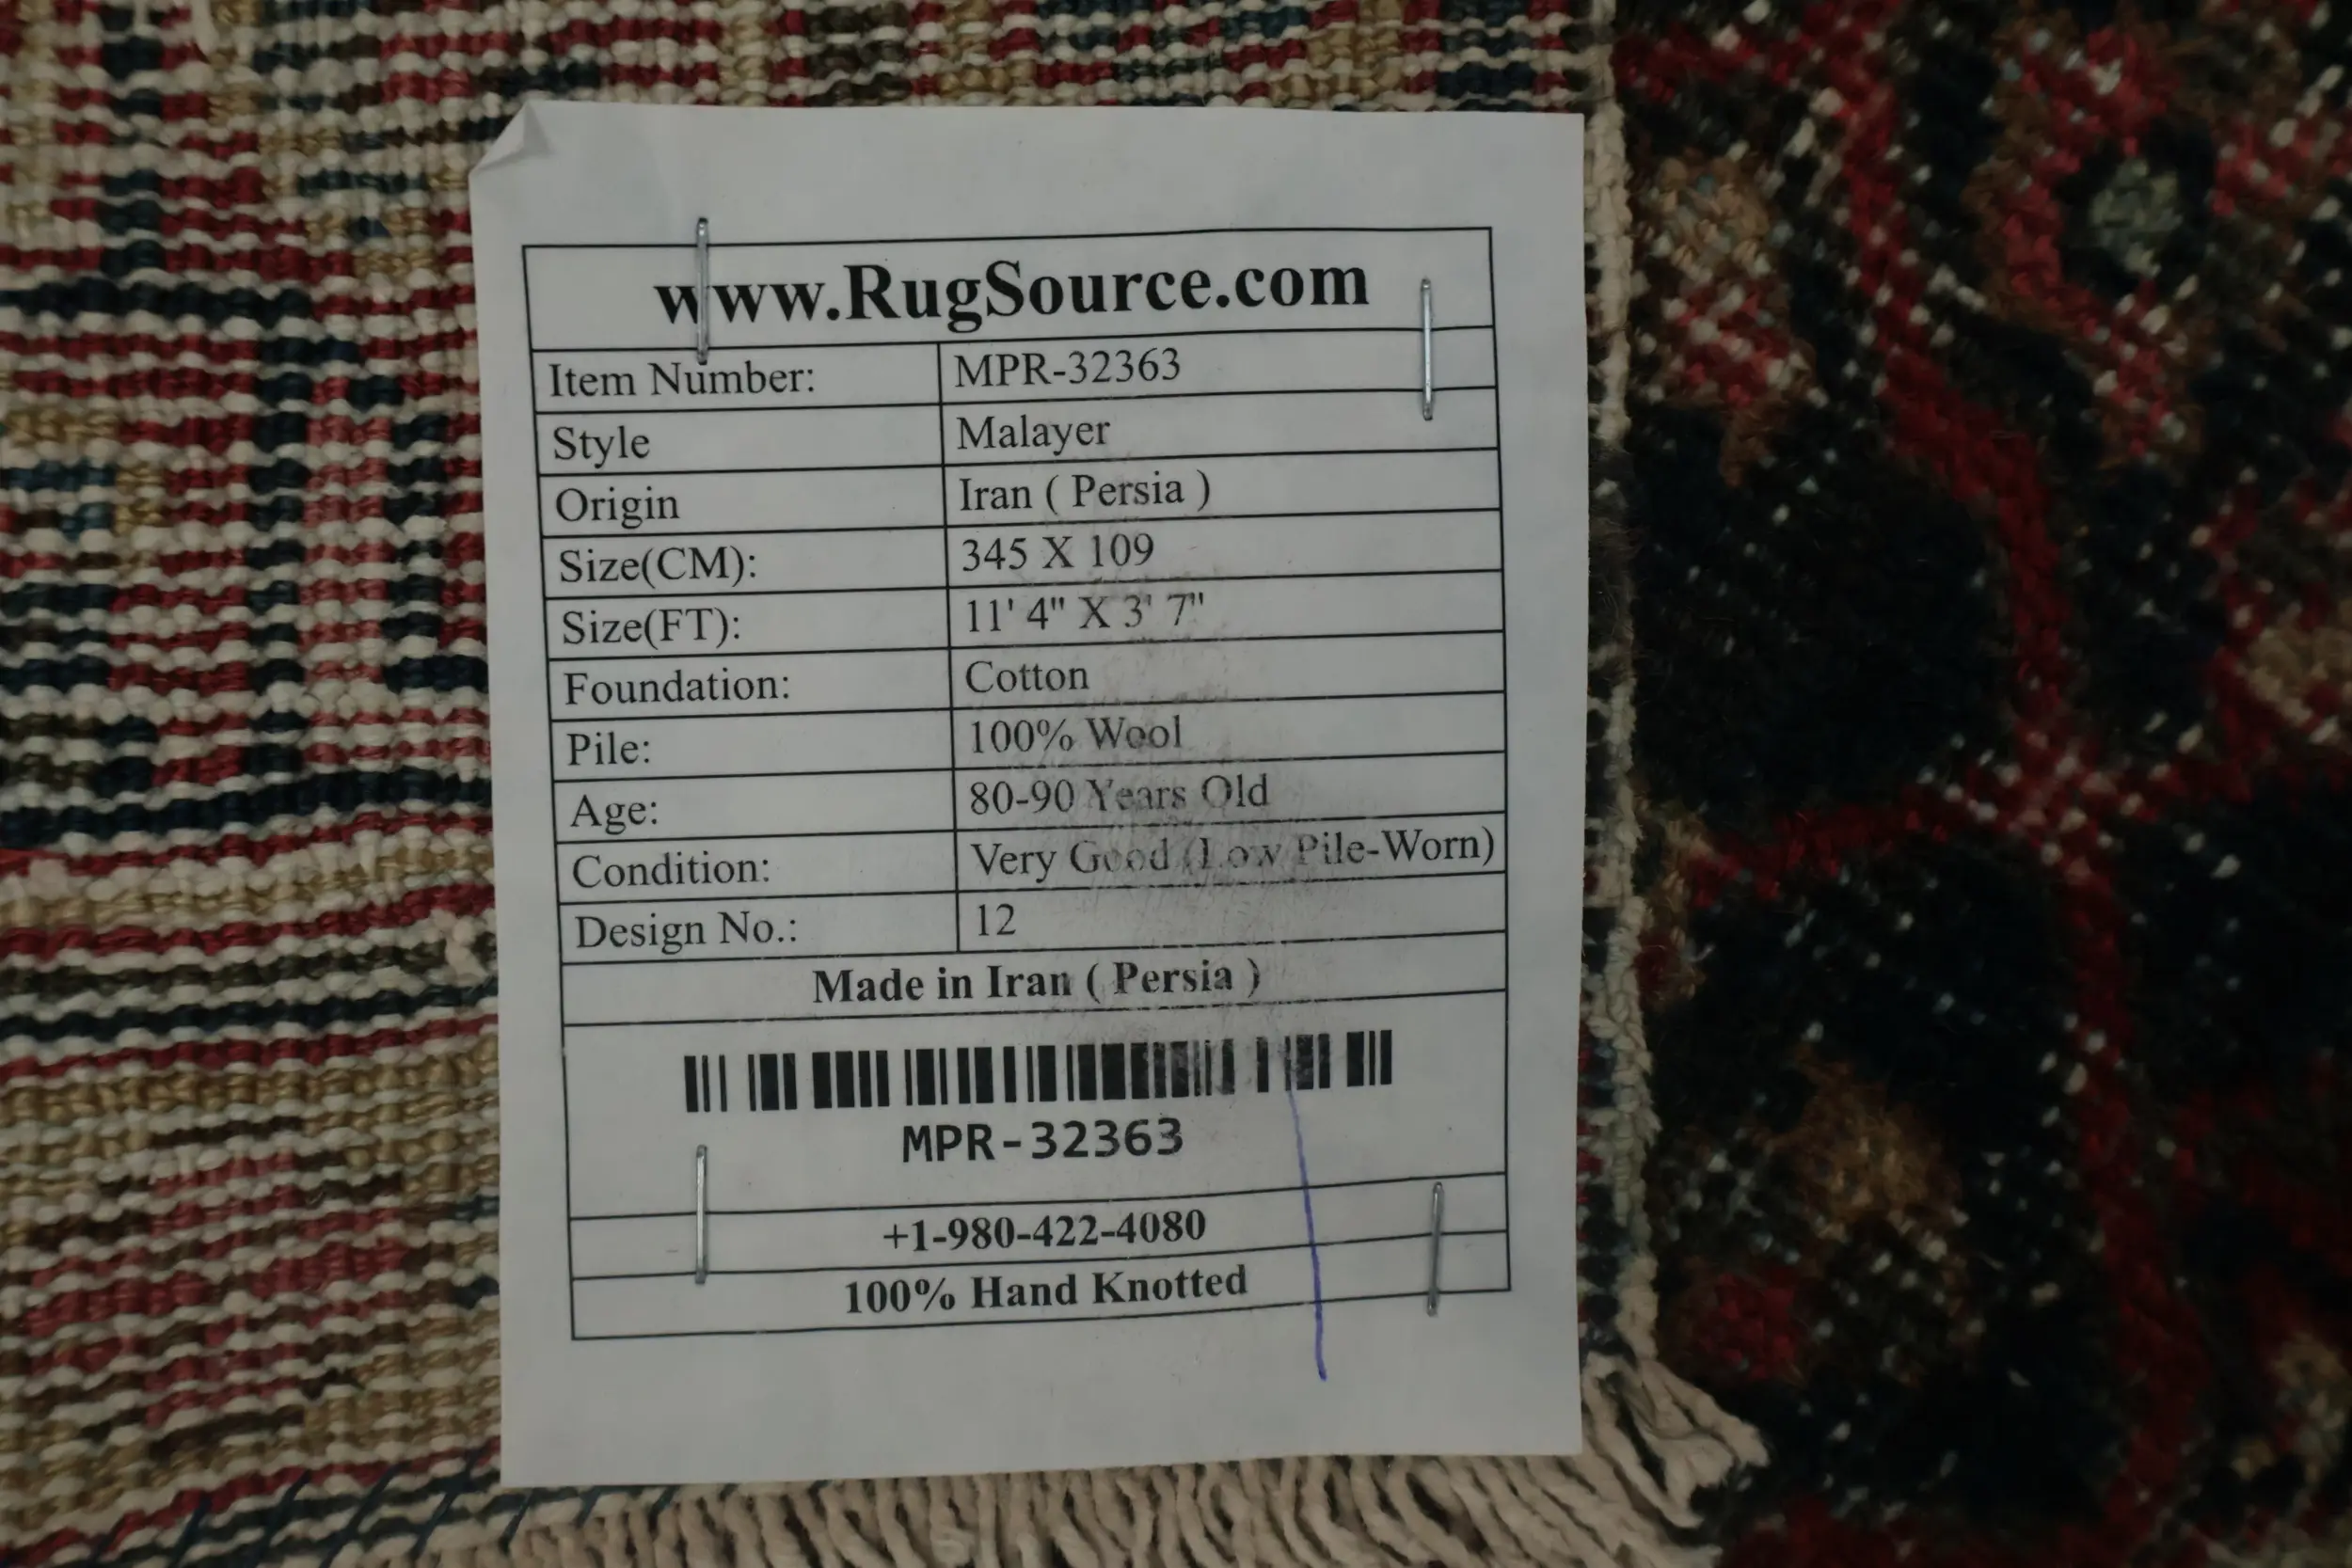 www.RugSource.com
Item Number: MPR-32363
Style Malayer
Origin Iran ( Persia )
Size(CM): 345 X 109
Size(FT): 11' 4" X 3' 7"
Foundation: Cotton
Pile: 100% Wool
Age: 80-90 Years Old
Condition: Very Good (Low Pile-Worn)
Design No.: 12
Made in Iran ( Persia )
MPR-32363
+1-980-422-4080
100% Hand Knotted